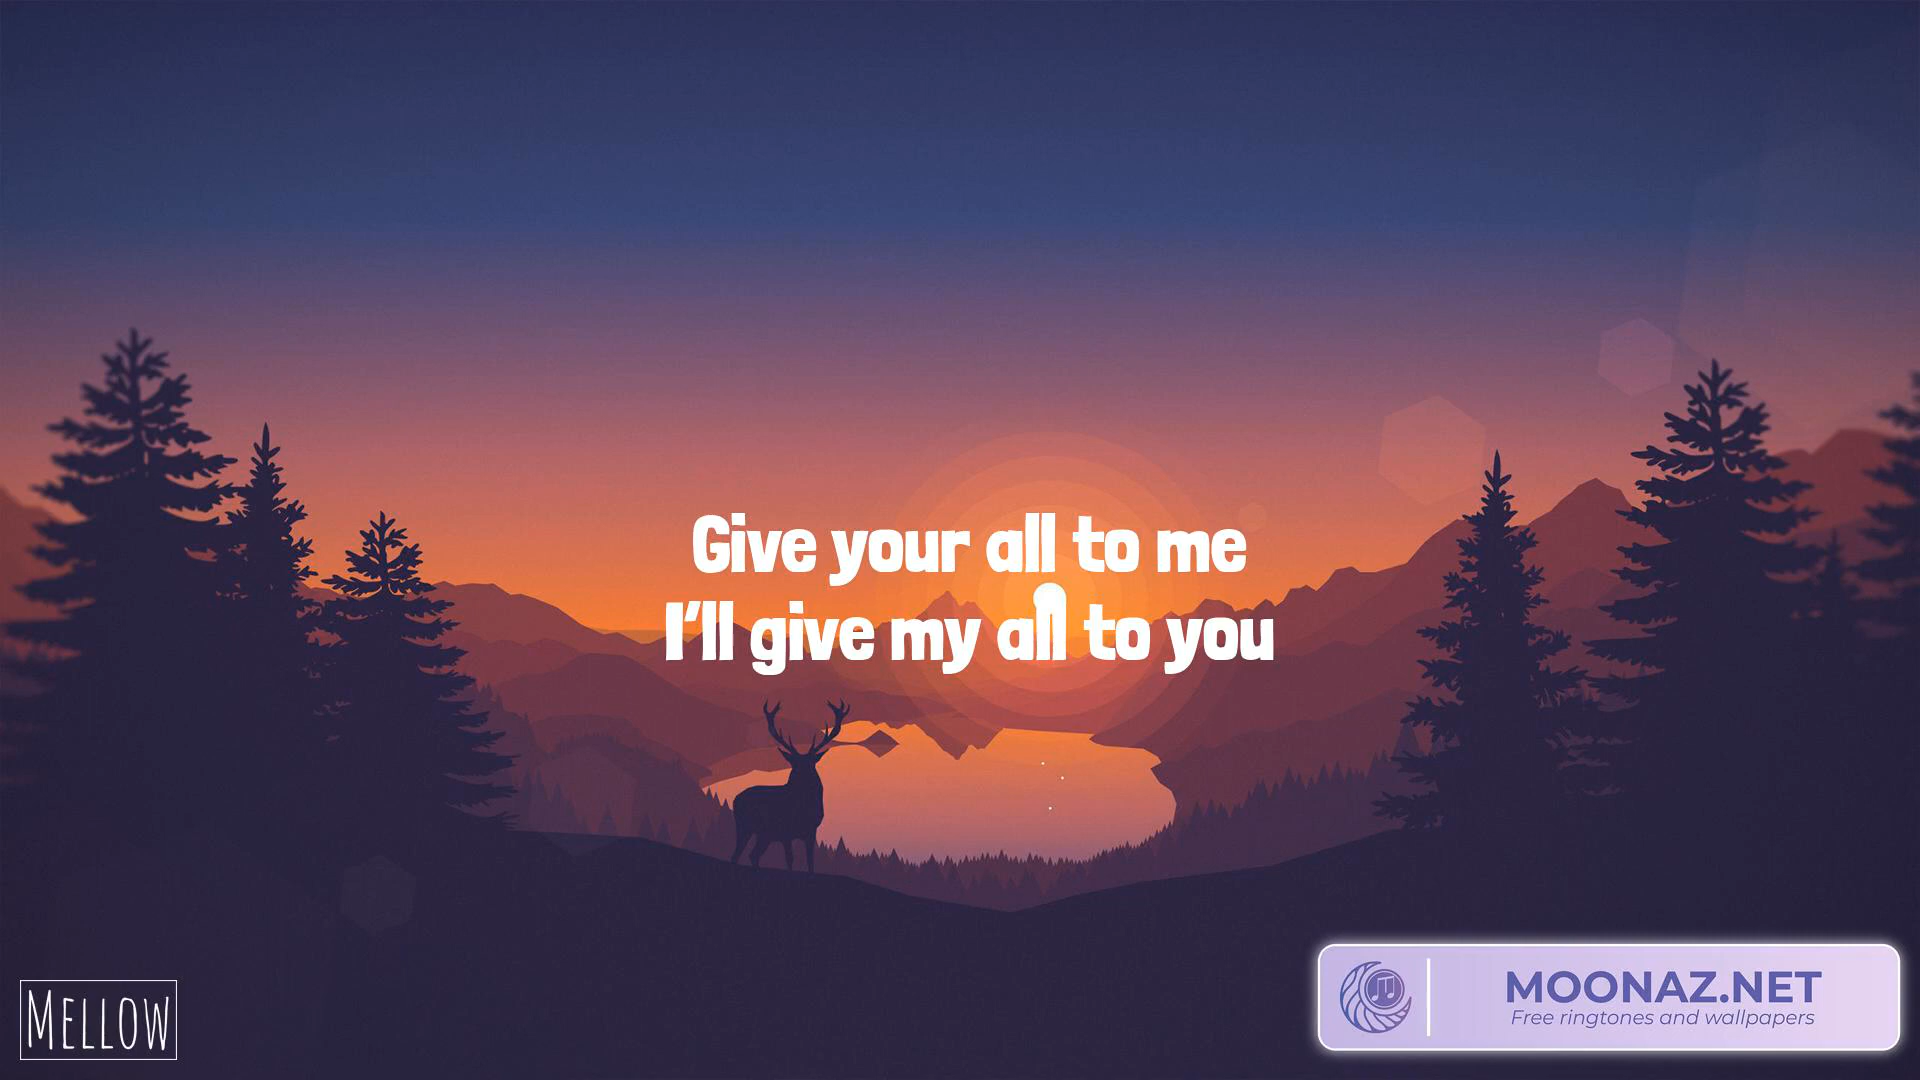 Give your all to me
I'll give my all to you
MELLOW
MOONAZ.NET
Free ringtones and wallpapers